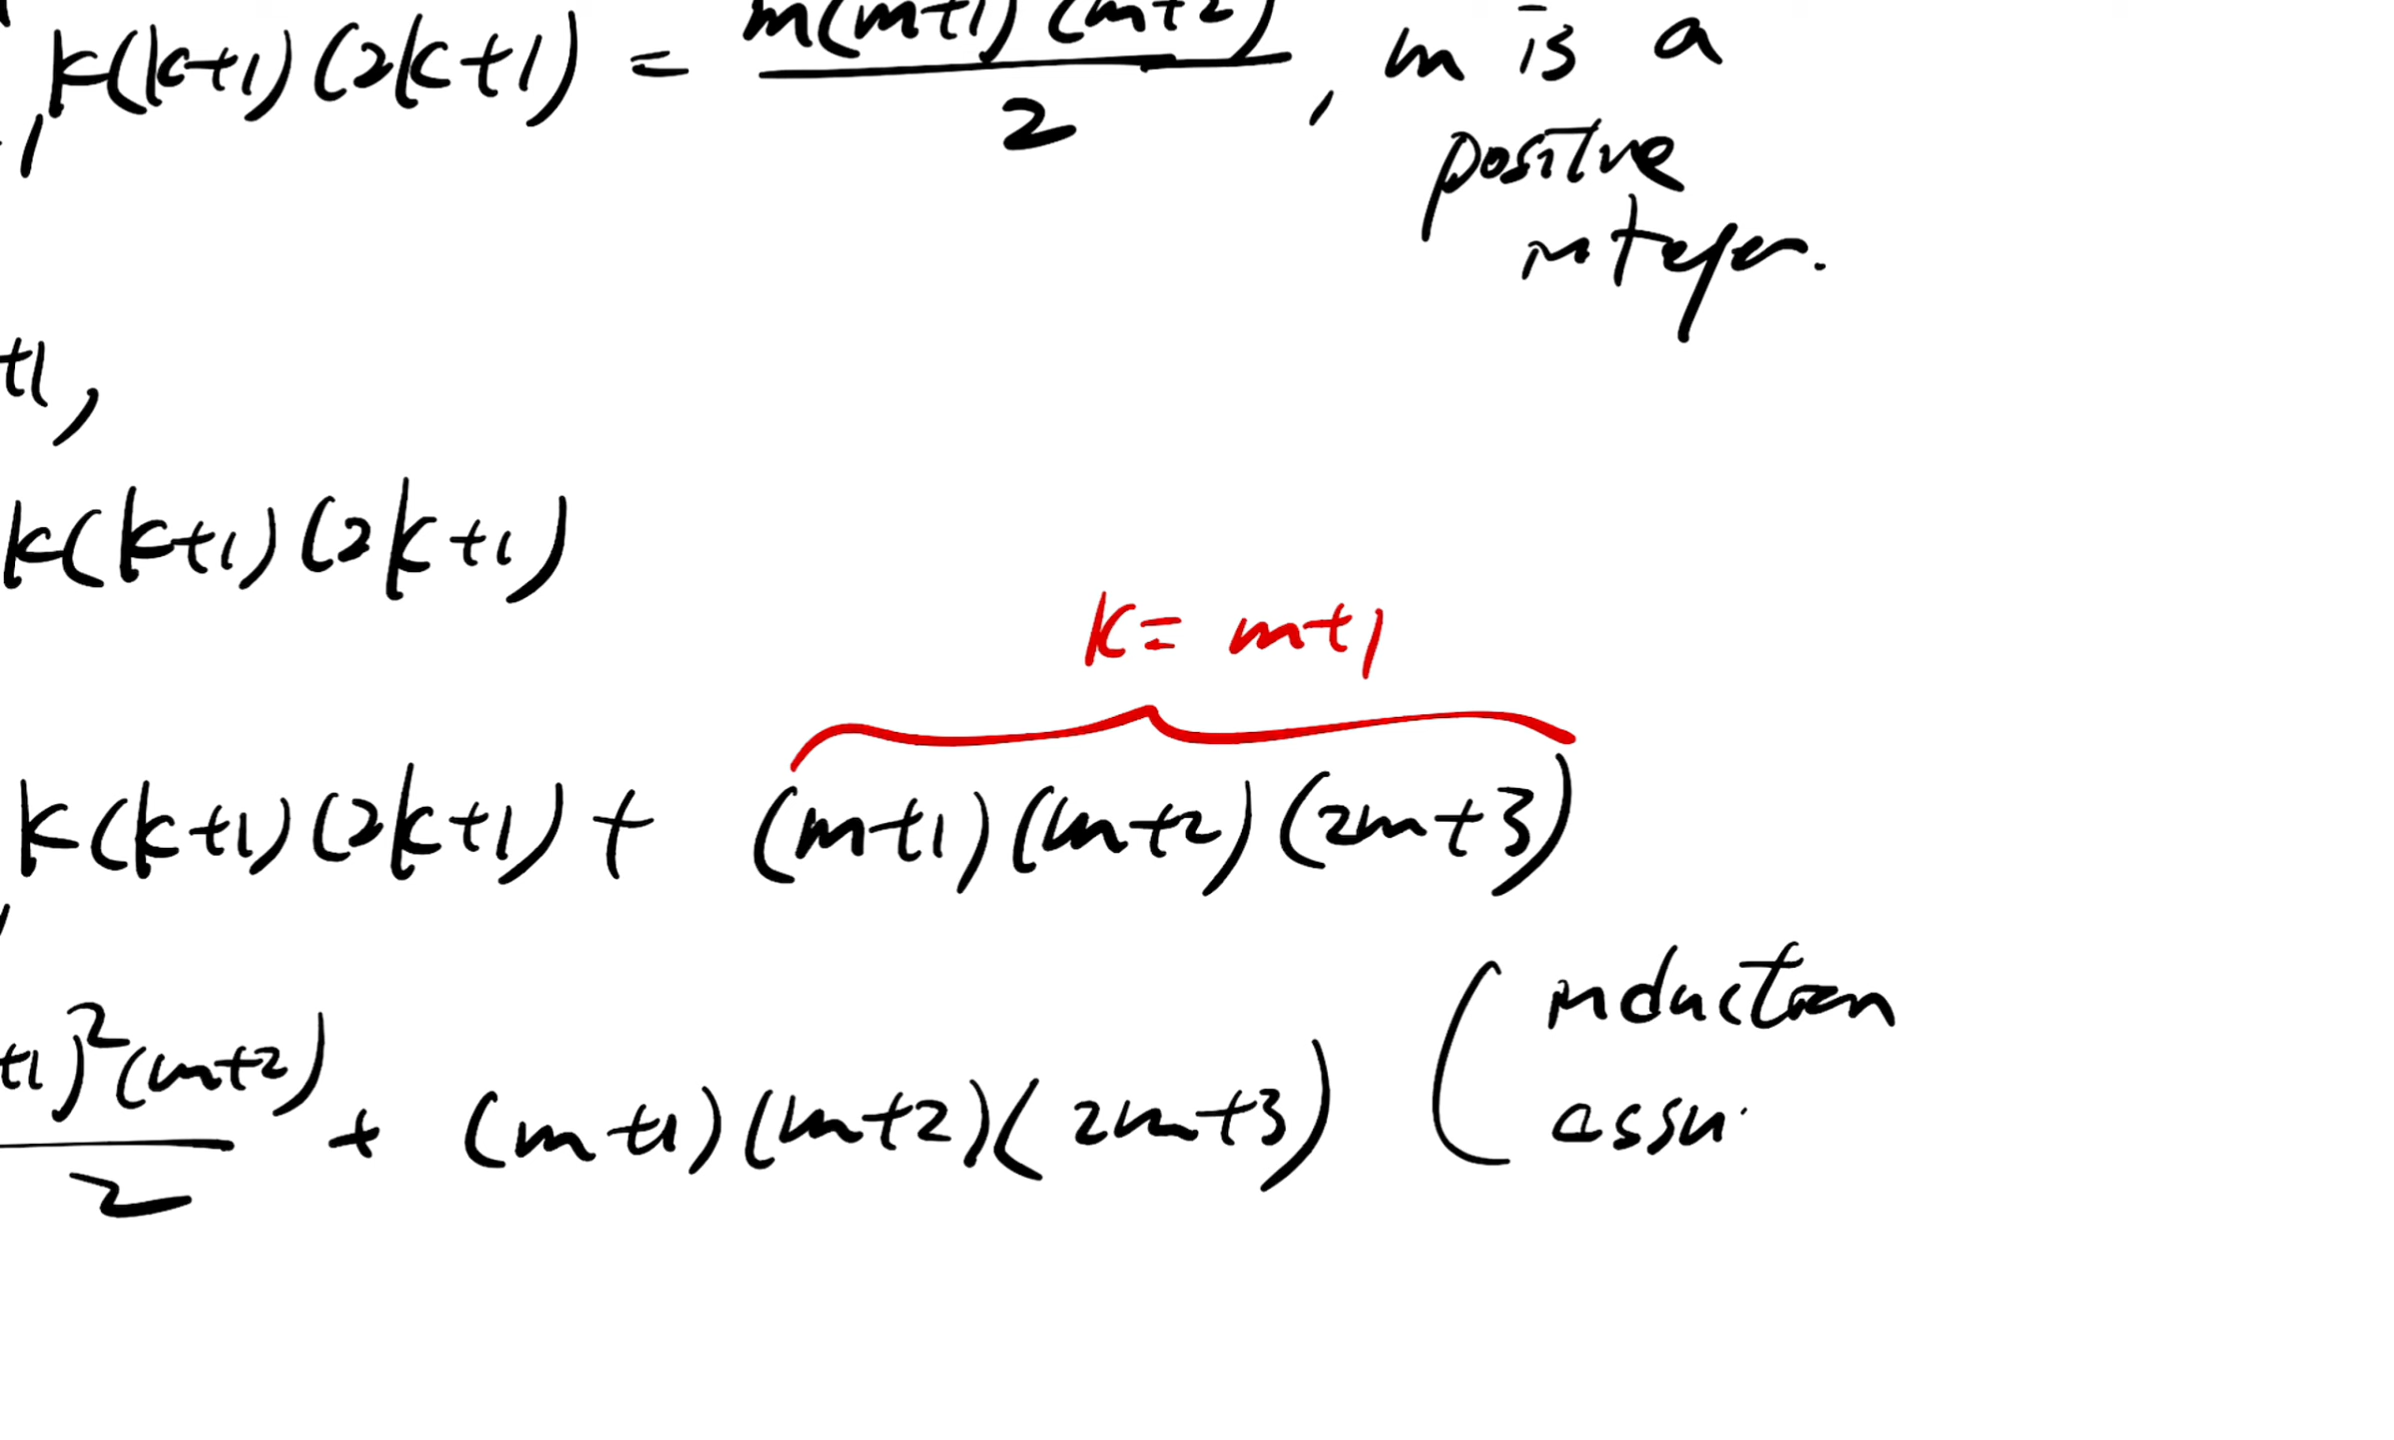 k(k+1)(2k+1) = m(m+1)(m+2) / 2 , m is a
positive
integer.
+1,
k(k+1)(2k+1)
k = m+1
k(k+1)(2k+1) + (m+1)(m+2)(2m+3)
+1)²(m+2) / 2 + (m+1)(m+2)(2m+3) ( induction
assu